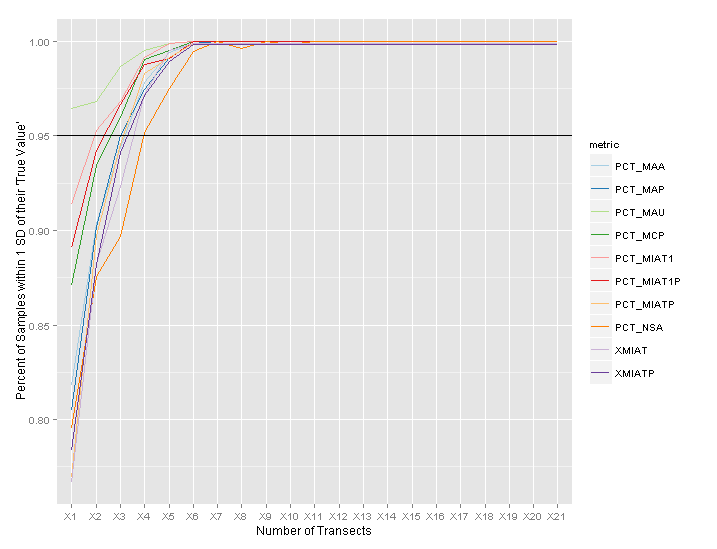 Percent of Samples within 1 SD of their 'True Value'
1.00
0.95
0.90
0.85
0.80
X1 X2 X3 X4 X5 X6 X7 X8 X9 X10 X11 X12 X13 X14 X15 X16 X17 X18 X19 X20 X21
Number of Transects
metric
PCT_MAA
PCT_MAP
PCT_MAU
PCT_MCP
PCT_MIAT1
PCT_MIAT1P
PCT_MIATP
PCT_NSA
XMIAT
XMIATP